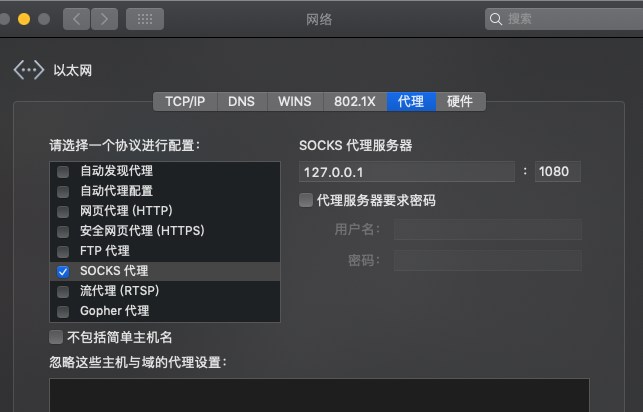 网络
搜索
以太网
TCP/IP DNS WINS 802.1X 代理 硬件
请选择一个协议进行配置：
自动发现代理
自动代理配置
网页代理 (HTTP)
安全网页代理 (HTTPS)
FTP 代理
SOCKS 代理
流代理 (RTSP)
Gopher 代理
SOCKS 代理服务器
127.0.0.1 : 1080
代理服务器要求密码
用户名：
密码：
不包括简单主机名
忽略这些主机与域的代理设置：